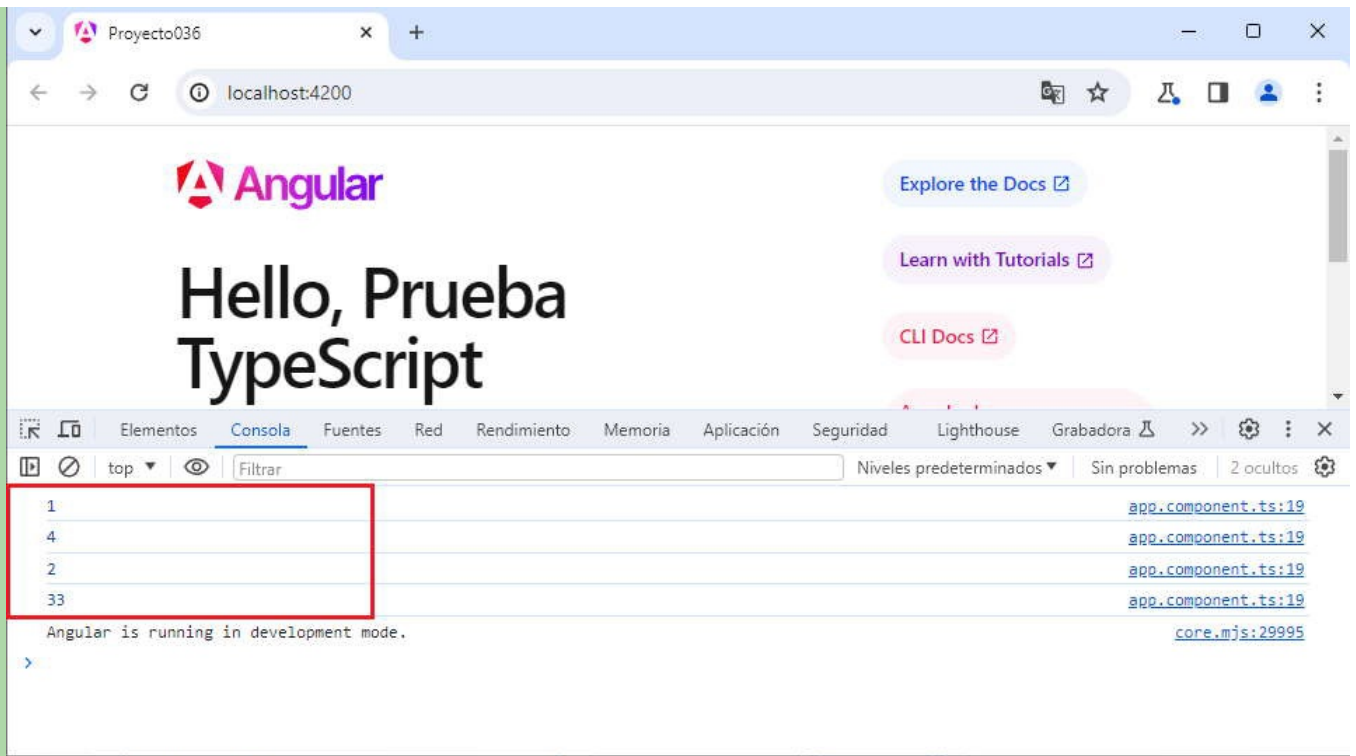 Proyecto036
localhost:4200
Angular
Explore the Docs
Learn with Tutorials
Hello, Prueba
TypeScript
CLI Docs
Elementos Consola Fuentes Red Rendimiento Memoria Aplicación Seguridad Lighthouse Grabadora
top Filtrar Niveles predeterminados Sin problemas 2 ocultos
1 app.component.ts:19
4 app.component.ts:19
2 app.component.ts:19
33 app.component.ts:19
Angular is running in development mode. core.mjs:29995